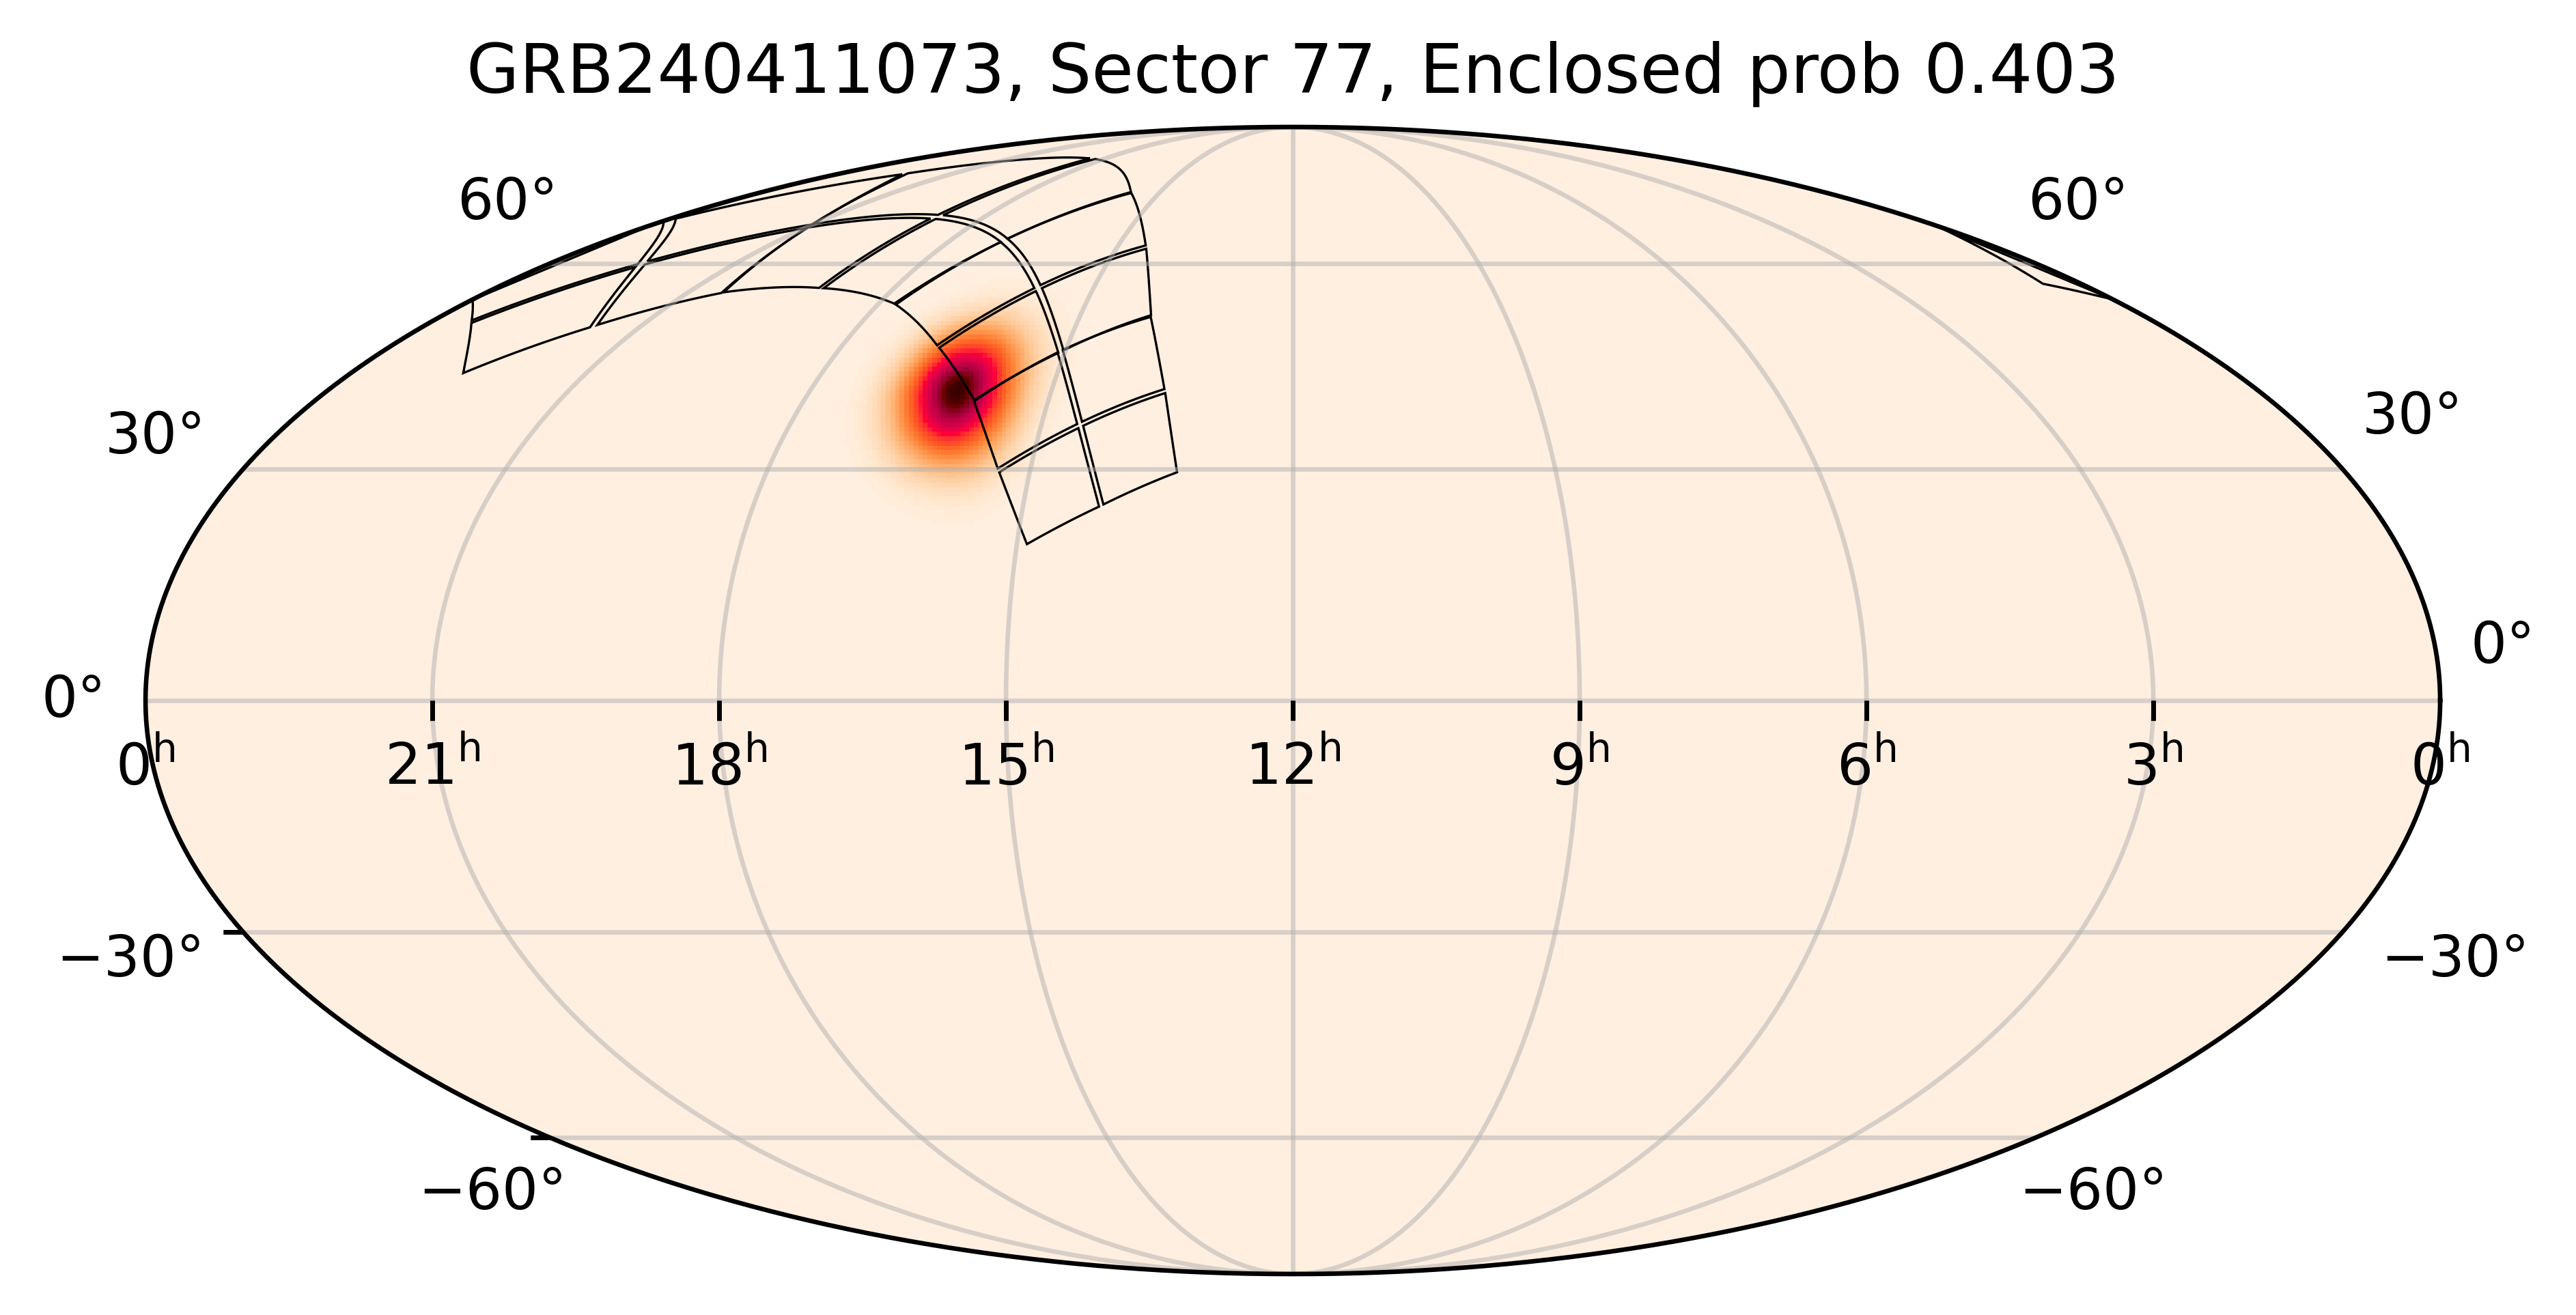 GRB240411073, Sector 77, Enclosed prob 0.403
60° 60°
30° 30°
0° 0°
0ʰ 21ʰ 18ʰ 15ʰ 12ʰ 9ʰ 6ʰ 3ʰ 0ʰ
−30° −30°
−60° −60°